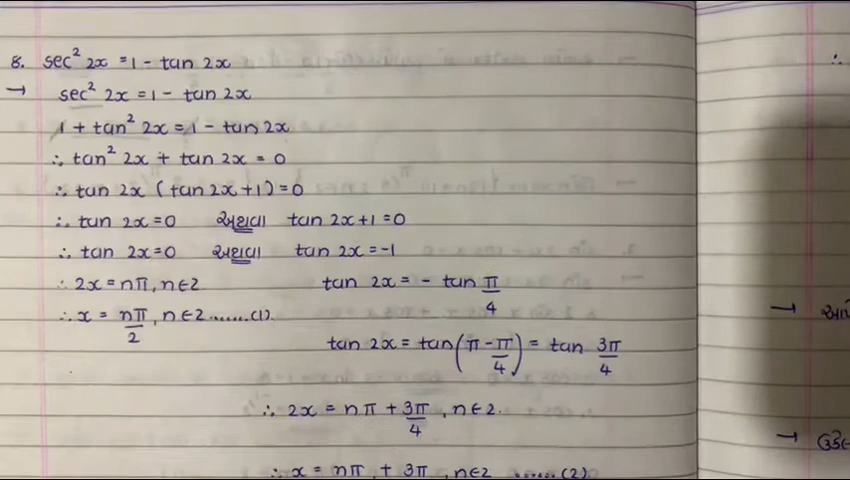 8. sec² 2x = 1 - tan 2x
→ sec² 2x = 1 - tan 2x
1 + tan² 2x = 1 - tan 2x
∴ tan² 2x + tan 2x = 0
∴ tan 2x (tan 2x + 1) = 0
∴ tan 2x = 0 અથવા tan 2x + 1 = 0
∴ tan 2x = 0 અથવા tan 2x = -1
∴ 2x = nπ, n ∈ z tan 2x = - tan π/4
∴ x = nπ/2, n ∈ z ......(1)
tan 2x = tan(π - π/4) = tan 3π/4
∴ 2x = nπ + 3π/4, n ∈ z.
∴ x = nπ + 3π, n ∈ z ......(2)